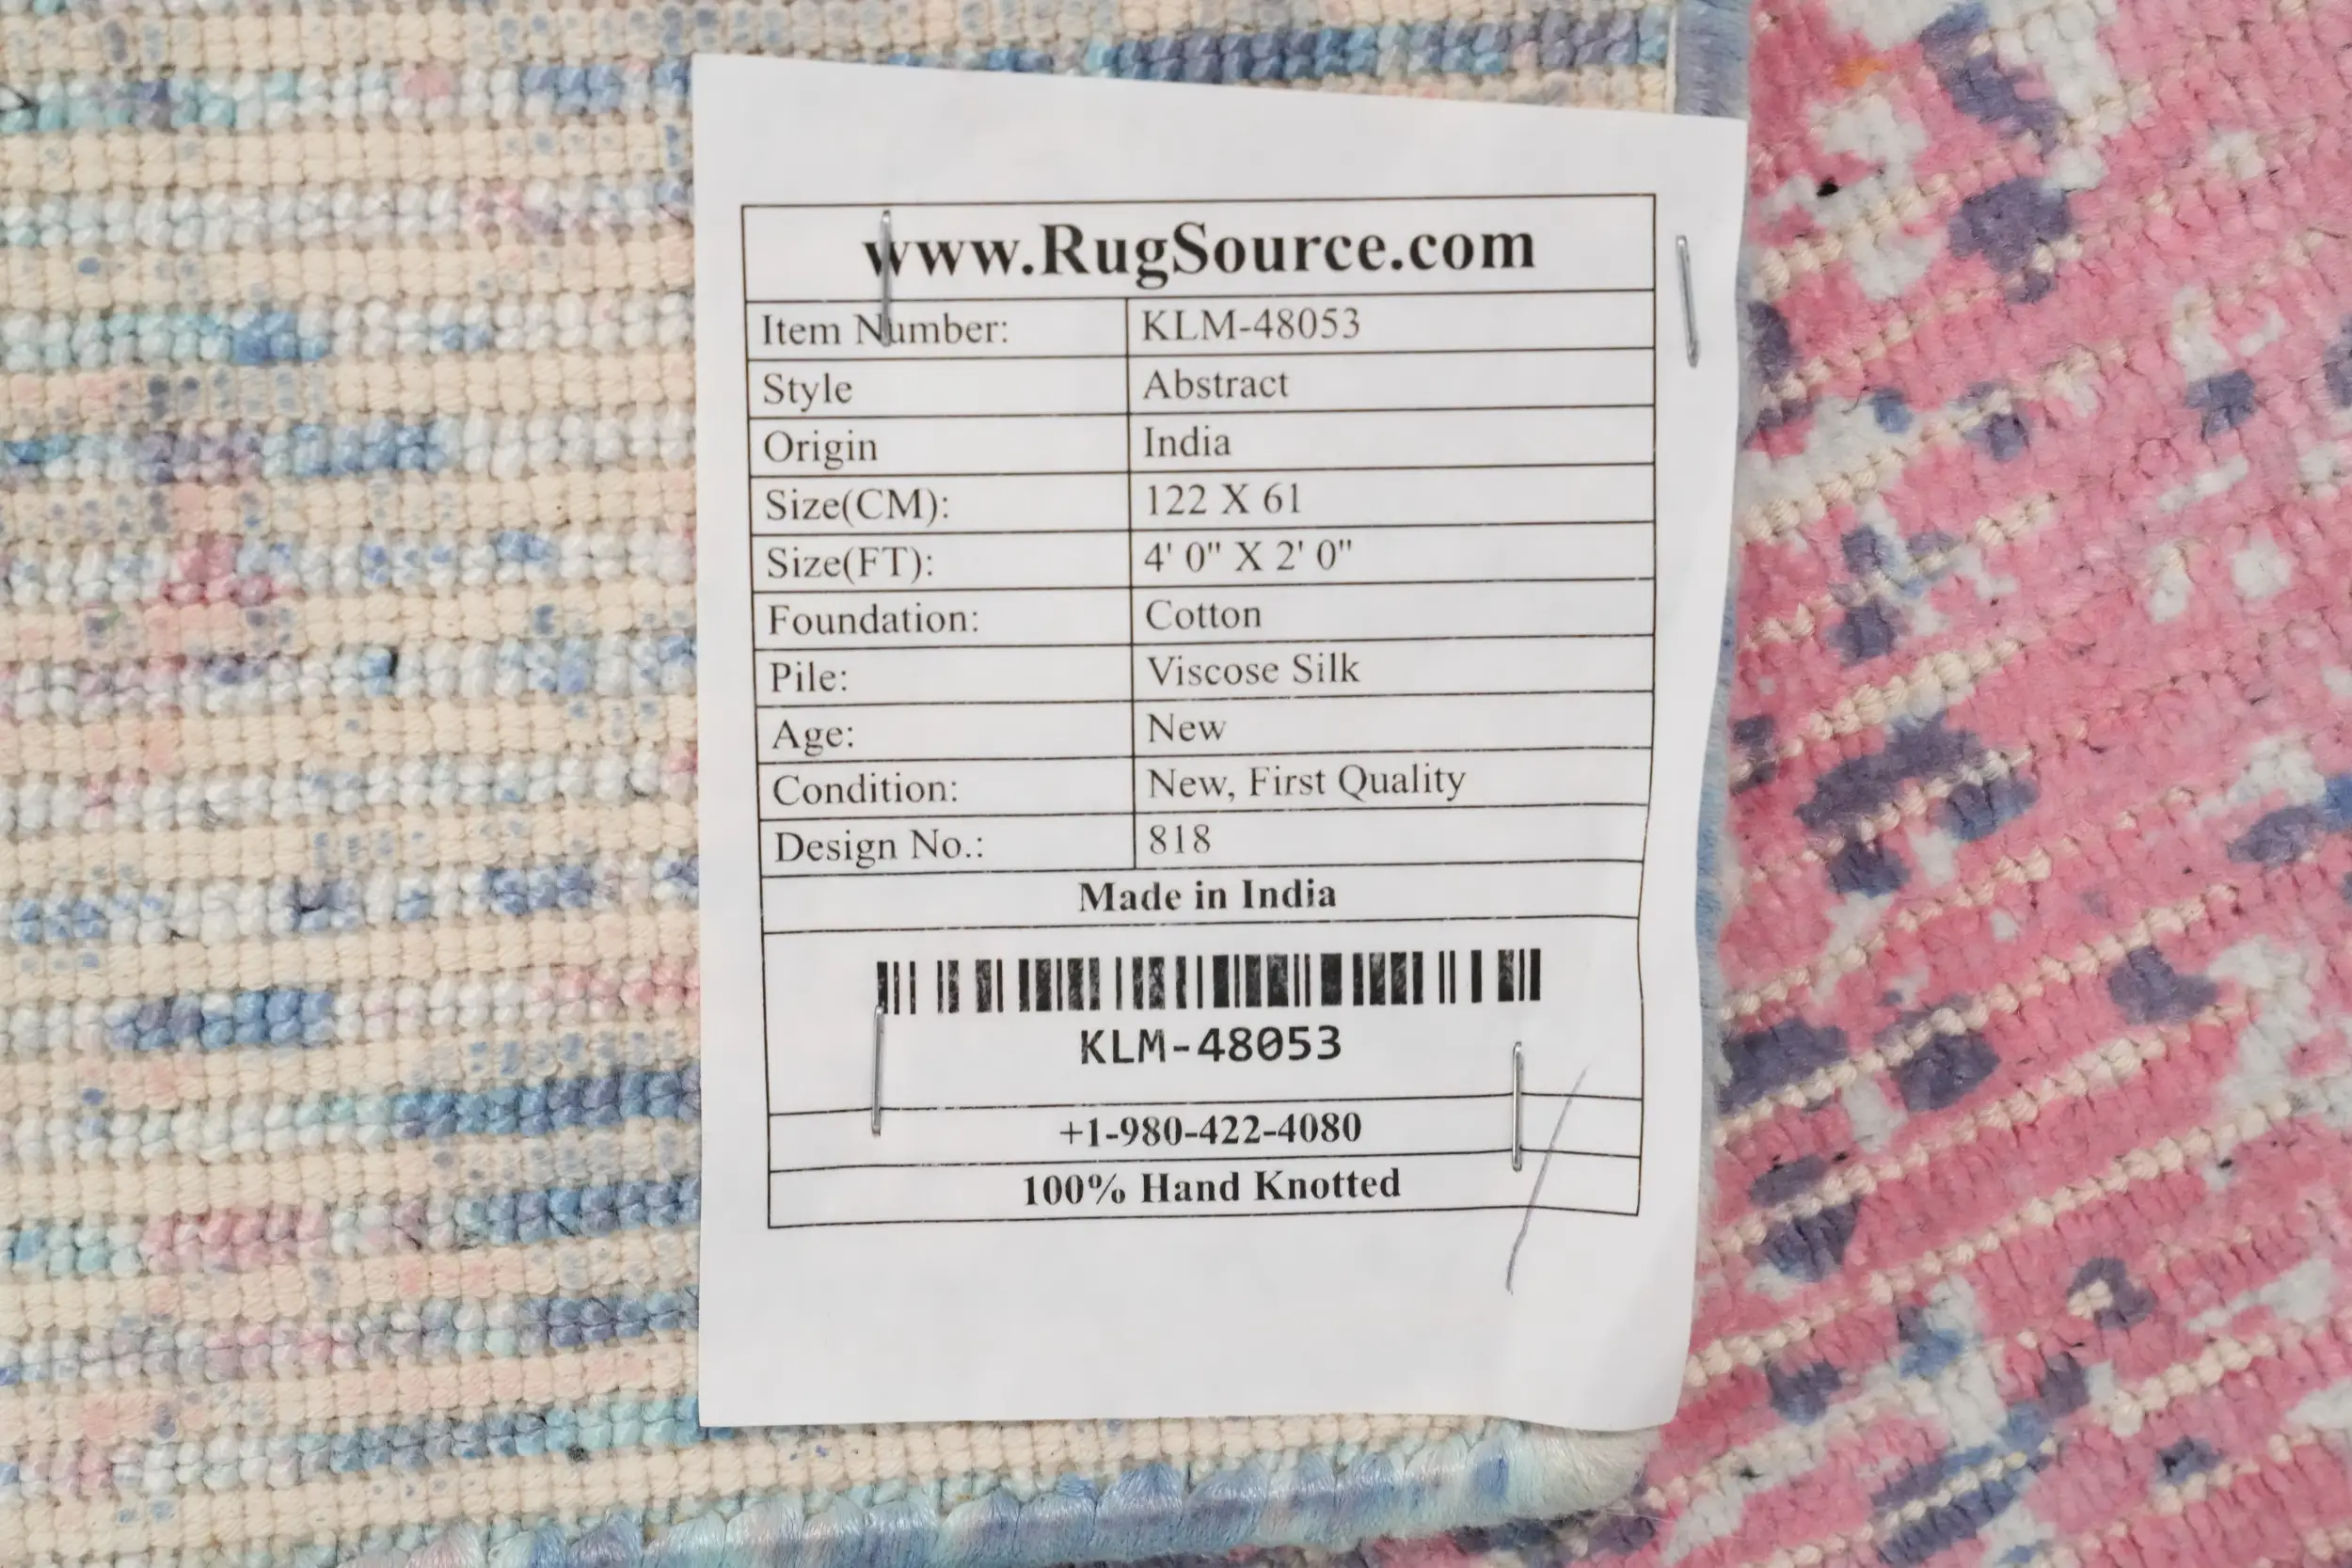 www.RugSource.com
Item Number: KLM-48053
Style Abstract
Origin India
Size(CM): 122 X 61
Size(FT): 4' 0" X 2' 0"
Foundation: Cotton
Pile: Viscose Silk
Age: New
Condition: New, First Quality
Design No.: 818
Made in India
KLM-48053
+1-980-422-4080
100% Hand Knotted